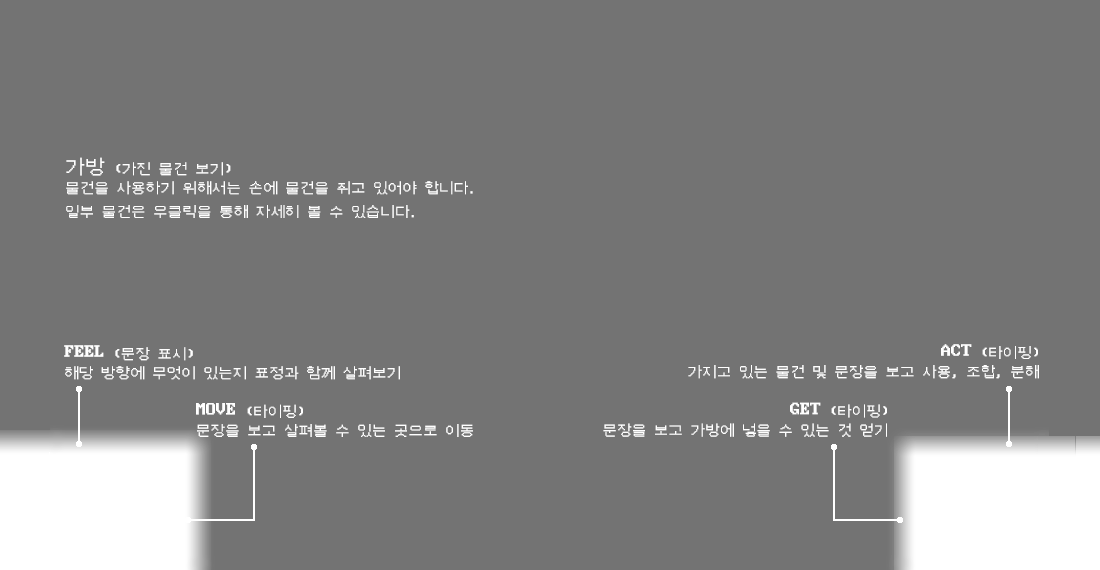 가방 (가진 물건 보기)
물건을 사용하기 위해서는 손에 물건을 쥐고 있어야 합니다.
일부 물건은 우클릭을 통해 자세히 볼 수 있습니다.
FEEL (문장 표시)
해당 방향에 무엇이 있는지 표정과 함께 살펴보기
ACT (타이핑)
가지고 있는 물건 및 문장을 보고 사용, 조합, 분해
MOVE (타이핑)
문장을 보고 살펴볼 수 있는 곳으로 이동
GET (타이핑)
문장을 보고 가방에 넣을 수 있는 것 얻기